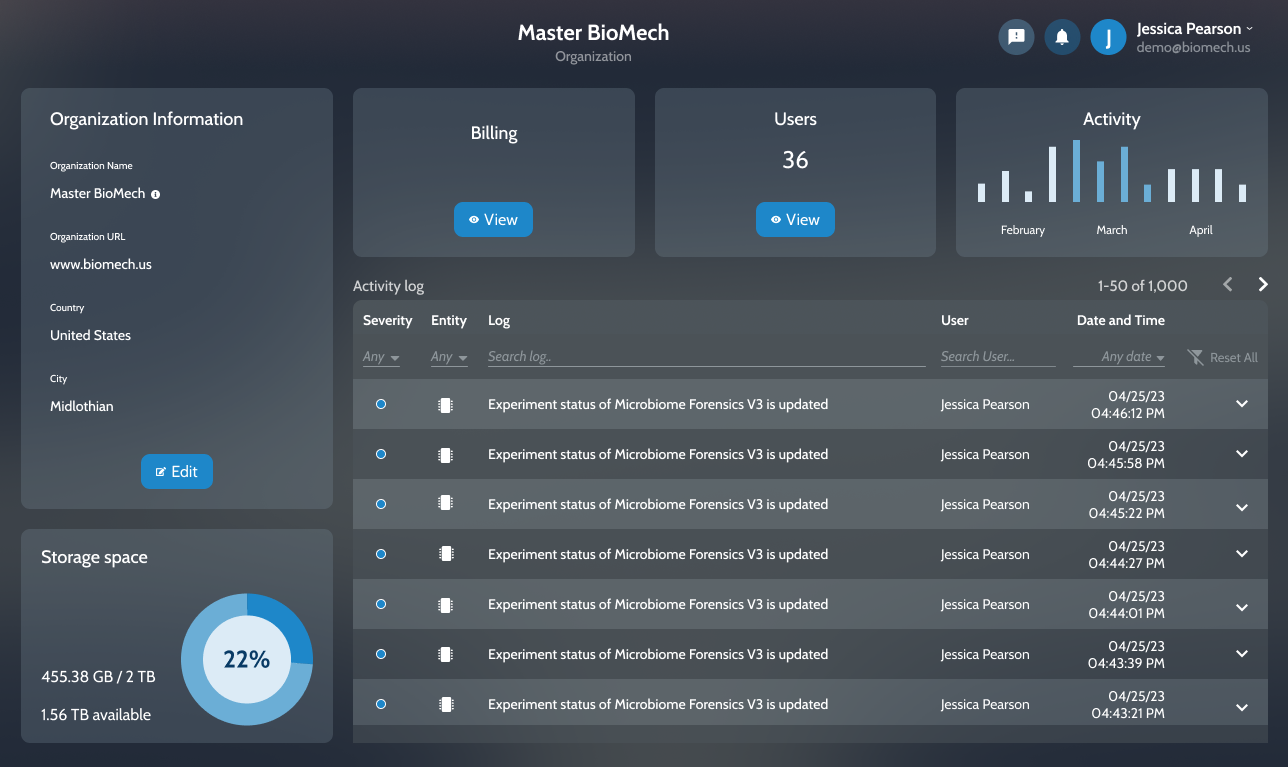 Master BioMech
Organization
J
Jessica Pearson
demo@biomech.us
Organization Information
Organization Name
Master BioMech
Organization URL
www.biomech.us
Country
United States
City
Midlothian
Edit
Billing
View
Users
36
View
Activity
February March April
Storage space
22%
455.38 GB / 2 TB
1.56 TB available
Activity log
1-50 of 1,000
Severity Entity Log User Date and Time
Any Any Search log.. Search User... Any date Reset All
Experiment status of Microbiome Forensics V3 is updated Jessica Pearson 04/25/23
04:46:12 PM
Experiment status of Microbiome Forensics V3 is updated Jessica Pearson 04/25/23
04:45:58 PM
Experiment status of Microbiome Forensics V3 is updated Jessica Pearson 04/25/23
04:45:22 PM
Experiment status of Microbiome Forensics V3 is updated Jessica Pearson 04/25/23
04:44:27 PM
Experiment status of Microbiome Forensics V3 is updated Jessica Pearson 04/25/23
04:44:01 PM
Experiment status of Microbiome Forensics V3 is updated Jessica Pearson 04/25/23
04:43:39 PM
Experiment status of Microbiome Forensics V3 is updated Jessica Pearson 04/25/23
04:43:21 PM